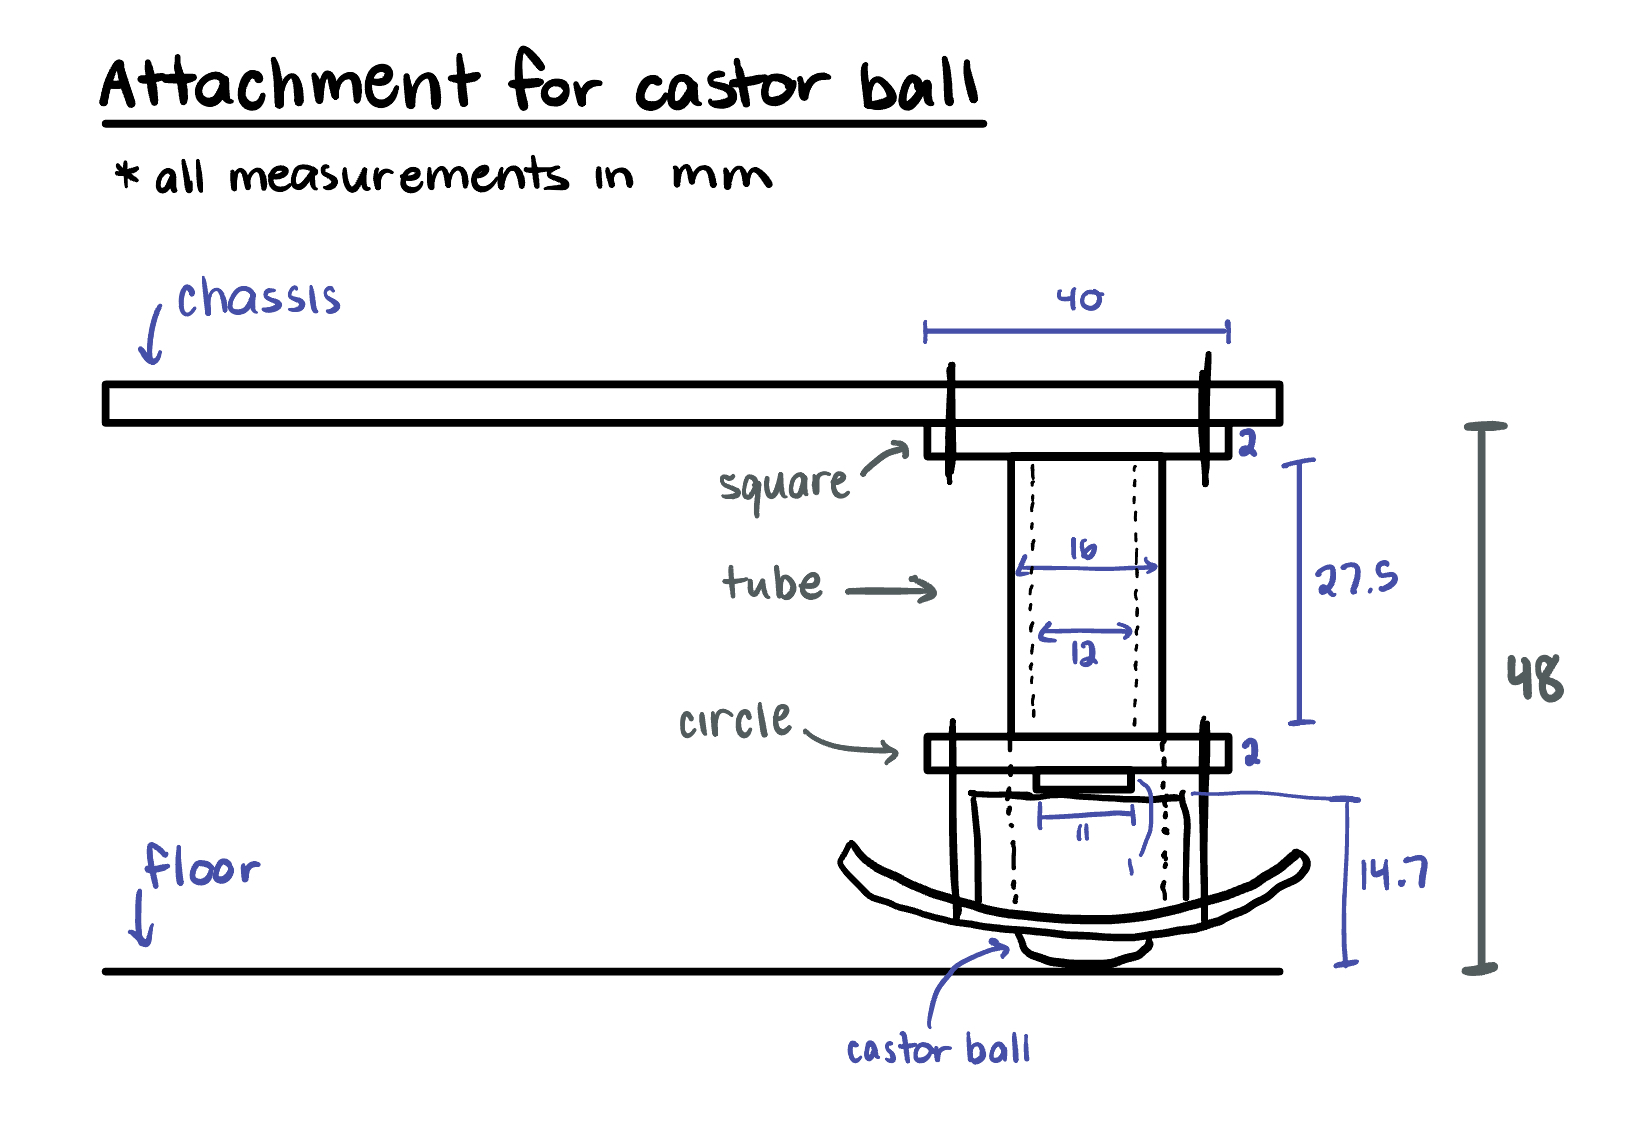 Attachment for castor ball
* all measurements in mm
chassis
40
square
2
16
tube
27.5
12
48
circle
2
11
1
14.7
floor
castor ball